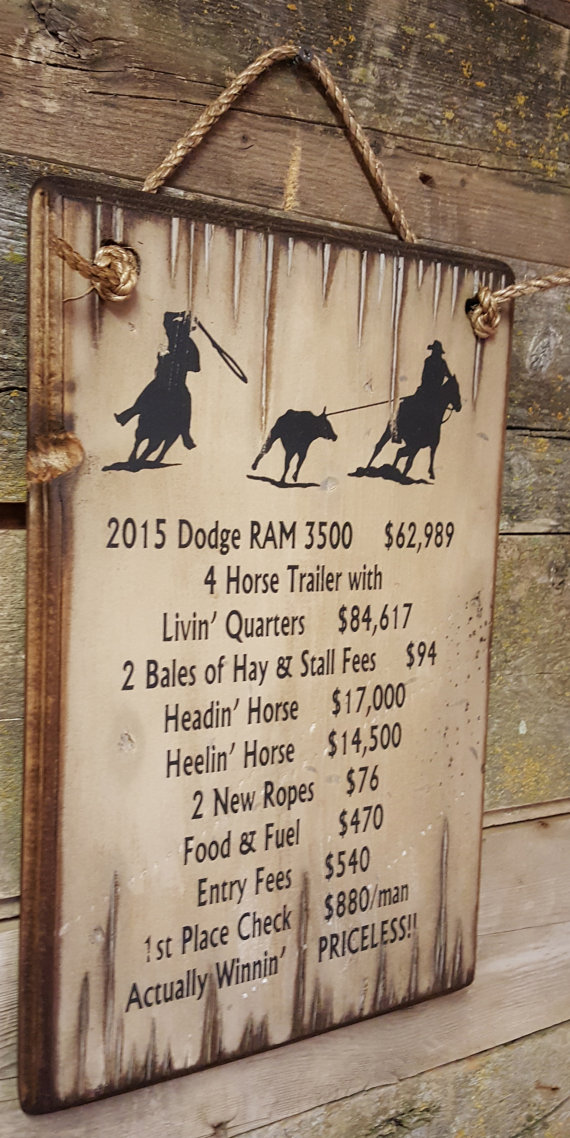 2015 Dodge RAM 3500 $62,989
4 Horse Trailer with
Livin' Quarters $84,617
2 Bales of Hay & Stall Fees $94
Headin' Horse $17,000
Heelin' Horse $14,500
2 New Ropes $76
Food & Fuel $470
Entry Fees $540
1st Place Check $880/man
Actually Winnin' PRICELESS!!